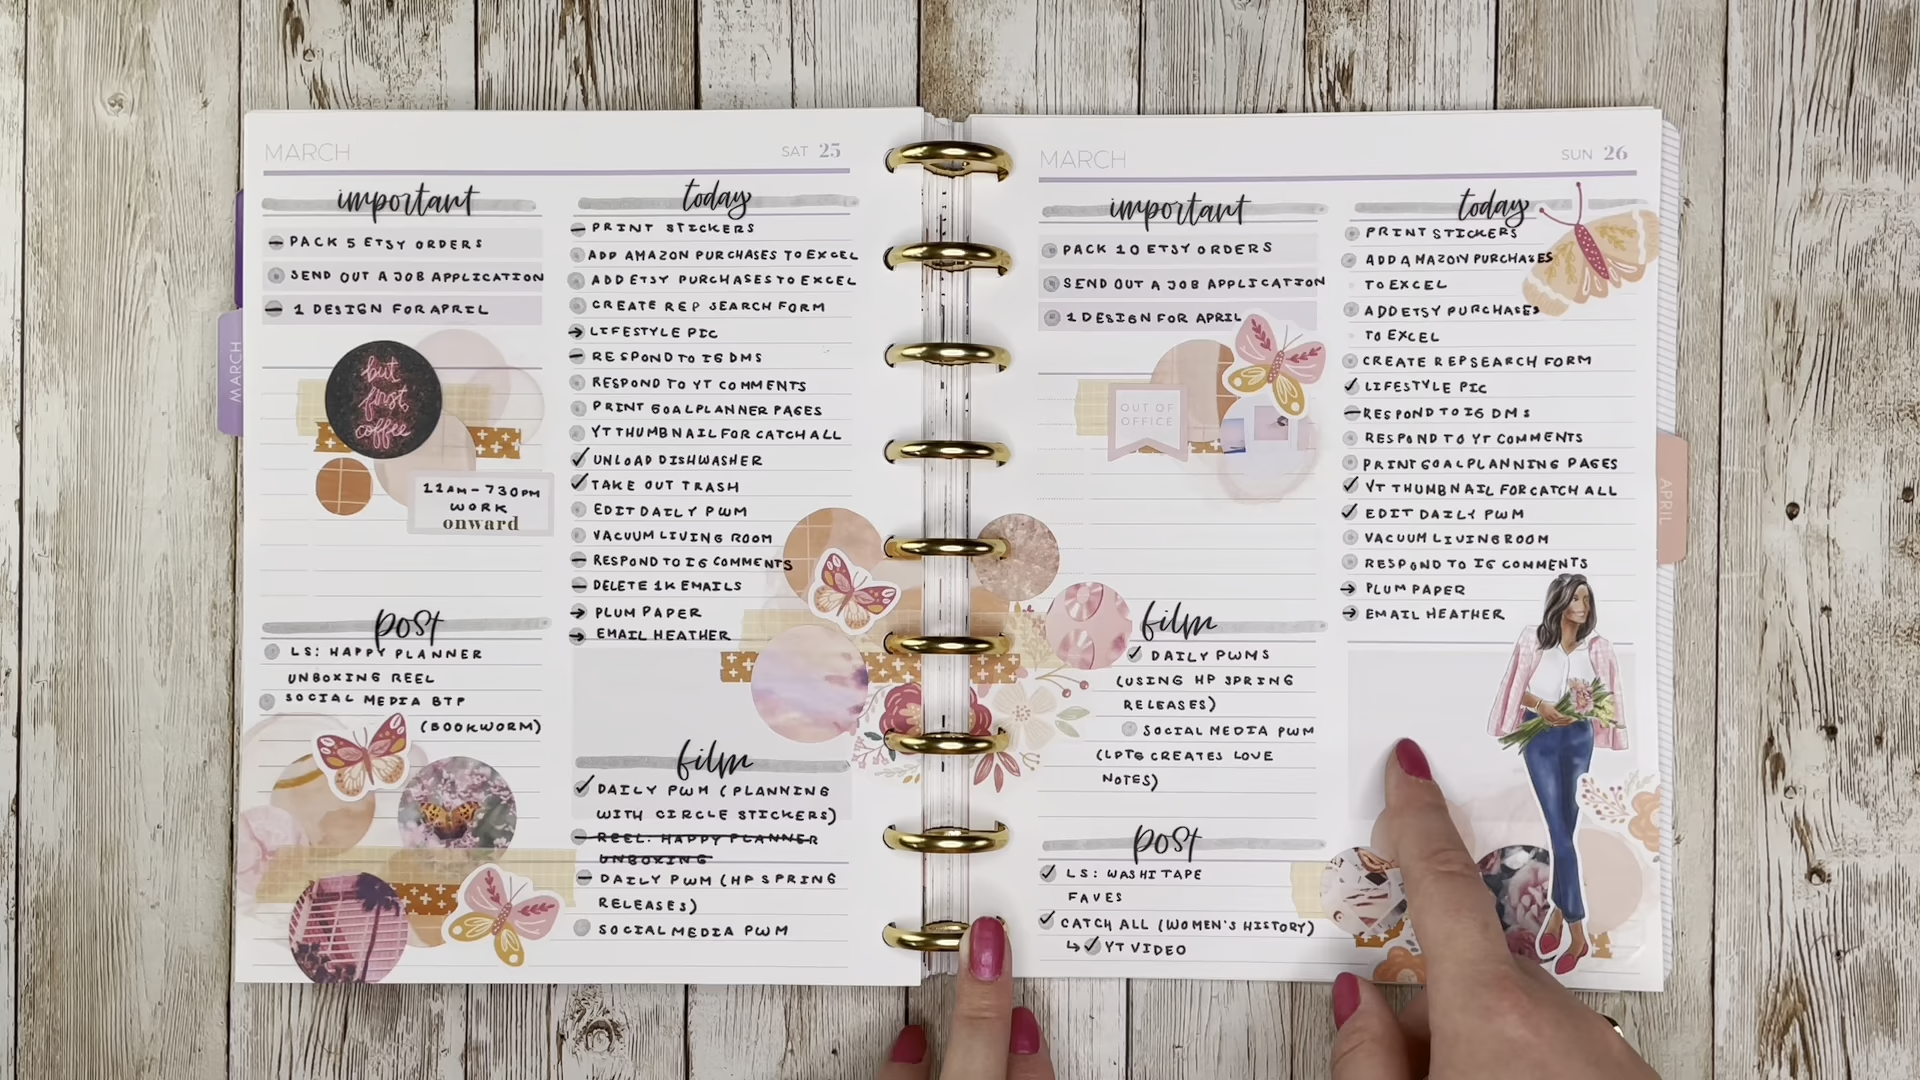 MARCH
SAT 25
important
PACK 5 ETSY ORDERS
SEND OUT A JOB APPLICATION
1 DESIGN FOR APRIL
but
first,
coffee
11AM-730PM
WORK
onward
post
LS: HAPPY PLANNER
UNBOXING REEL
SOCIAL MEDIA BTP
(BOOKWORM)
today
PRINT STICKERS
ADD AMAZON PURCHASES TO EXCEL
ADD ETSY PURCHASES TO EXCEL
CREATE REP SEARCH FORM
LIFESTYLE PIC
RESPOND TO IG DMS
RESPOND TO YT COMMENTS
PRINT GOAL PLANNER PAGES
YT THUMBNAIL FOR CATCH ALL
UNLOAD DISHWASHER
TAKE OUT TRASH
EDIT DAILY PWM
VACUUM LIVING ROOM
RESPOND TO IG COMMENTS
DELETE 1K EMAILS
PLUM PAPER
EMAIL HEATHER
film
DAILY PWM (PLANNING
WITH CIRCLE STICKERS)
REEL: HAPPY PLANNER
UNBOXING
DAILY PWM (HP SPRING
RELEASES)
SOCIAL MEDIA PWM
MARCH
MARCH
SUN 26
important
PACK 10 ETSY ORDERS
SEND OUT A JOB APPLICATION
1 DESIGN FOR APRIL
OUT OF
OFFICE
film
DAILY PWMS
(USING HP SPRING
RELEASES)
SOCIAL MEDIA PWM
(LPTG CREATES LOVE
NOTES)
post
LS: WASHI TAPE
FAVES
CATCH ALL (WOMEN'S HISTORY)
↳ YT VIDEO
today
PRINT STICKERS
ADD AMAZON PURCHASES
TO EXCEL
ADD ETSY PURCHASES
TO EXCEL
CREATE REP SEARCH FORM
LIFESTYLE PIC
RESPOND TO IG DMS
RESPOND TO YT COMMENTS
PRINT GOAL PLANNING PAGES
YT THUMBNAIL FOR CATCH ALL
EDIT DAILY PWM
VACUUM LIVING ROOM
RESPOND TO IG COMMENTS
PLUM PAPER
EMAIL HEATHER
APRIL